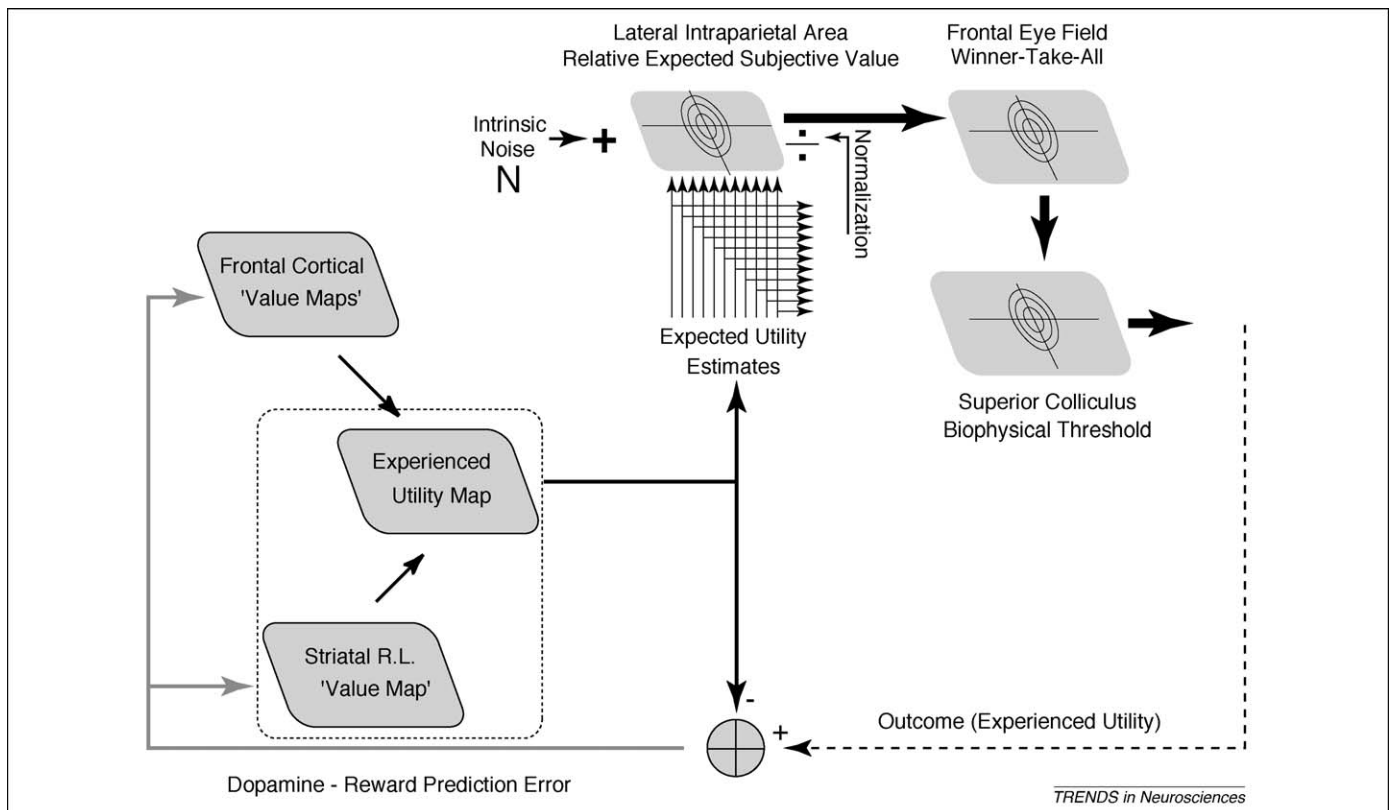 Lateral Intraparietal Area
Relative Expected Subjective Value
Frontal Eye Field
Winner-Take-All
Intrinsic
Noise
N
+
÷
Normalization
Frontal Cortical
'Value Maps'
Expected Utility
Estimates
Superior Colliculus
Biophysical Threshold
Experienced
Utility Map
Striatal R.L.
'Value Map'
-
+
Outcome (Experienced Utility)
Dopamine - Reward Prediction Error
TRENDS in Neurosciences